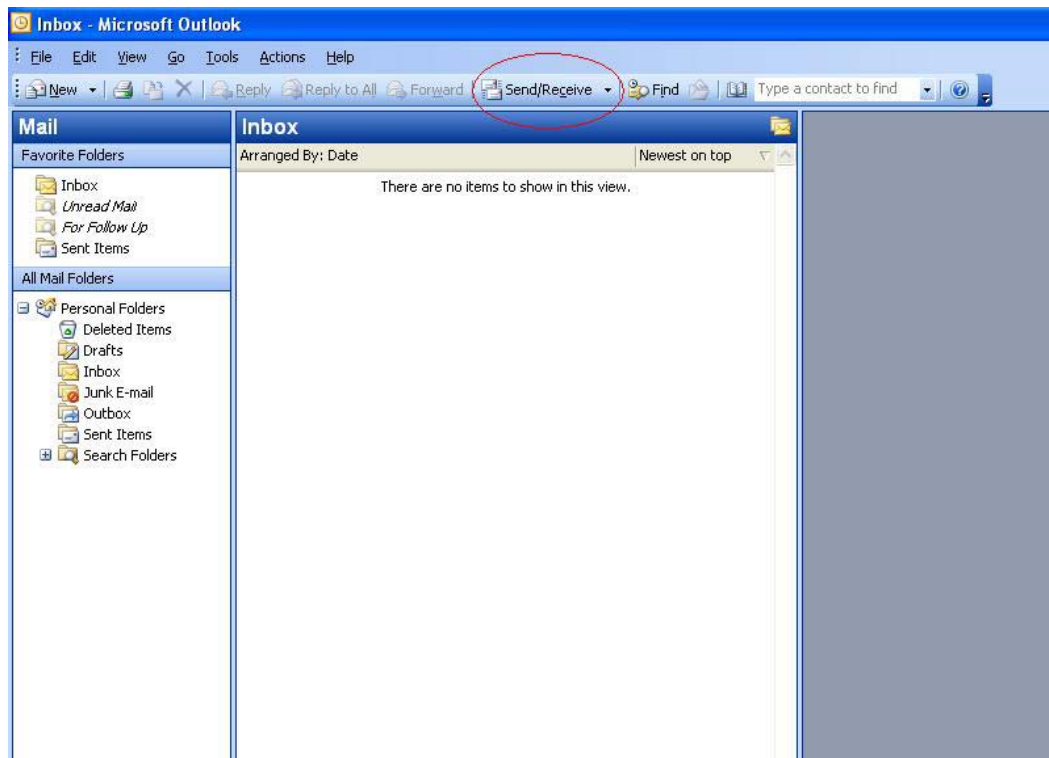 Inbox - Microsoft Outlook
File Edit View Go Tools Actions Help
New Reply Reply to All Forward Send/Receive Find Type a contact to find
Mail
Favorite Folders
Inbox
Unread Mail
For Follow Up
Sent Items
All Mail Folders
Personal Folders
Deleted Items
Drafts
Inbox
Junk E-mail
Outbox
Sent Items
Search Folders
Inbox
Arranged By: Date Newest on top
There are no items to show in this view.